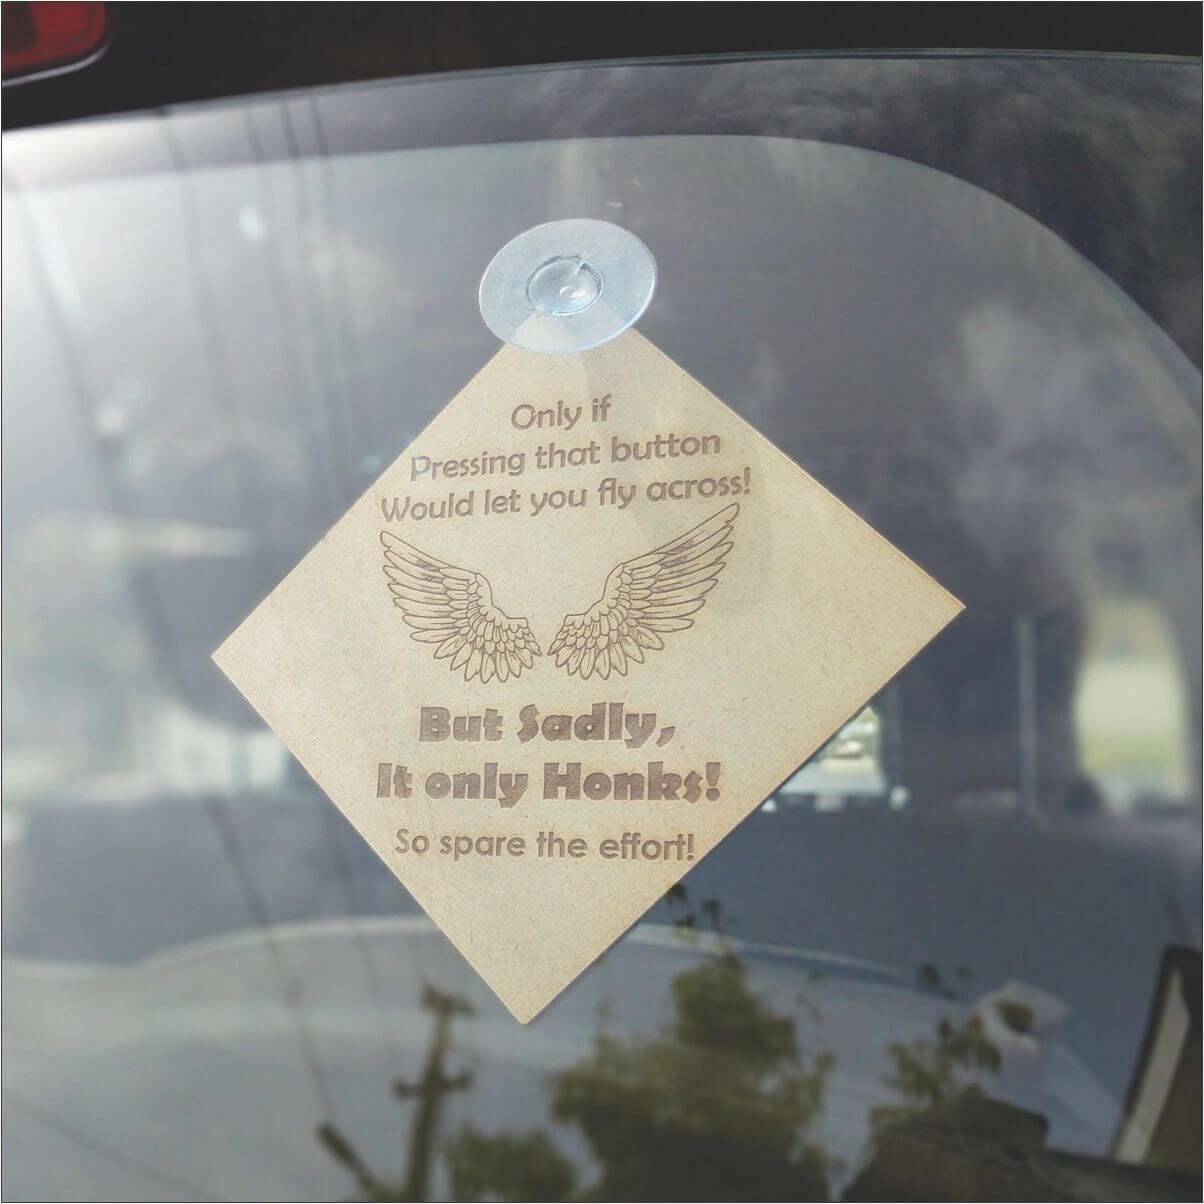 Only if
Pressing that button
Would let you fly across!
But Sadly,
It only Honks!
So spare the effort!